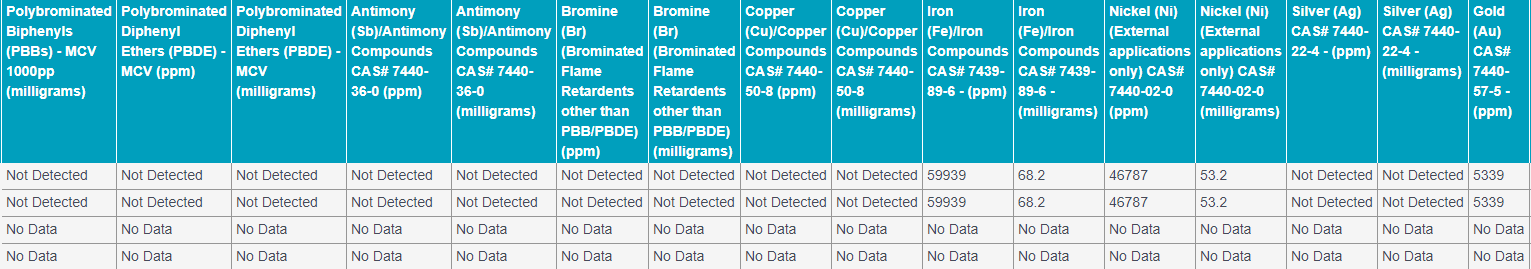 Polybrominated Biphenyls (PBBs) - MCV 1000pp (milligrams)
Polybrominated Diphenyl Ethers (PBDE) - MCV (ppm)
Polybrominated Diphenyl Ethers (PBDE) - MCV (milligrams)
Antimony (Sb)/Antimony Compounds CAS# 7440-36-0 (ppm)
Antimony (Sb)/Antimony Compounds CAS# 7440-36-0 (milligrams)
Bromine (Br) (Brominated Flame Retardents other than PBB/PBDE) (ppm)
Bromine (Br) (Brominated Flame Retardents other than PBB/PBDE) (milligrams)
Copper (Cu)/Copper Compounds CAS# 7440-50-8 (ppm)
Copper (Cu)/Copper Compounds CAS# 7440-50-8 (milligrams)
Iron (Fe)/Iron Compounds CAS# 7439-89-6 - (ppm)
Iron (Fe)/Iron Compounds CAS# 7439-89-6 - (milligrams)
Nickel (Ni) (External applications only) CAS# 7440-02-0 (ppm)
Nickel (Ni) (External applications only) CAS# 7440-02-0 (milligrams)
Silver (Ag) CAS# 7440-22-4 - (ppm)
Silver (Ag) CAS# 7440-22-4 - (milligrams)
Gold (Au) CAS# 7440-57-5 - (ppm)
Not Detected Not Detected Not Detected Not Detected Not Detected Not Detected Not Detected Not Detected Not Detected 59939 68.2 46787 53.2 Not Detected Not Detected 5339
Not Detected Not Detected Not Detected Not Detected Not Detected Not Detected Not Detected Not Detected Not Detected 59939 68.2 46787 53.2 Not Detected Not Detected 5339
No Data No Data No Data No Data No Data No Data No Data No Data No Data No Data No Data No Data No Data No Data No Data No Data
No Data No Data No Data No Data No Data No Data No Data No Data No Data No Data No Data No Data No Data No Data No Data No Data